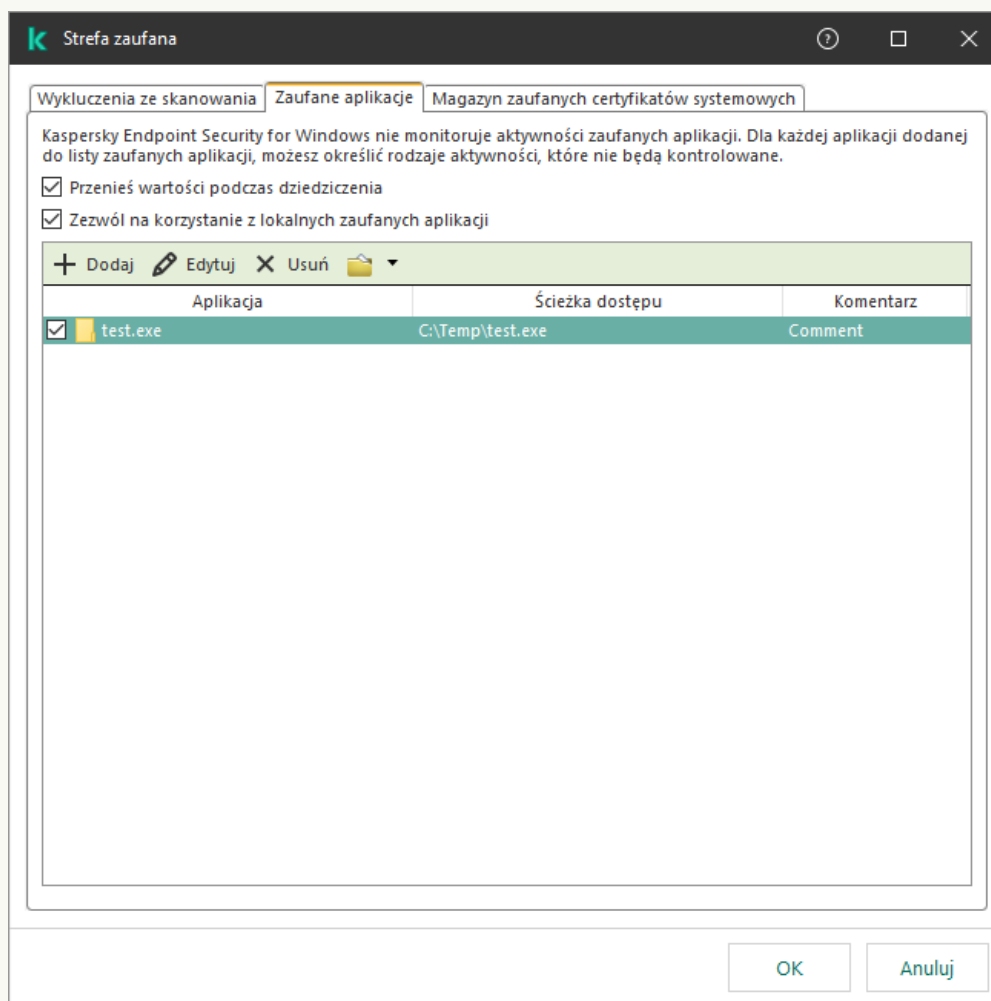 Strefa zaufana
Wykluczenia ze skanowania Zaufane aplikacje Magazyn zaufanych certyfikatów systemowych
Kaspersky Endpoint Security for Windows nie monitoruje aktywności zaufanych aplikacji. Dla każdej aplikacji dodanej
do listy zaufanych aplikacji, możesz określić rodzaje aktywności, które nie będą kontrolowane.
Przenieś wartości podczas dziedziczenia
Zezwól na korzystanie z lokalnych zaufanych aplikacji
Dodaj Edytuj Usuń
Aplikacja Ścieżka dostępu Komentarz
test.exe C:\Temp\test.exe Comment
OK Anuluj